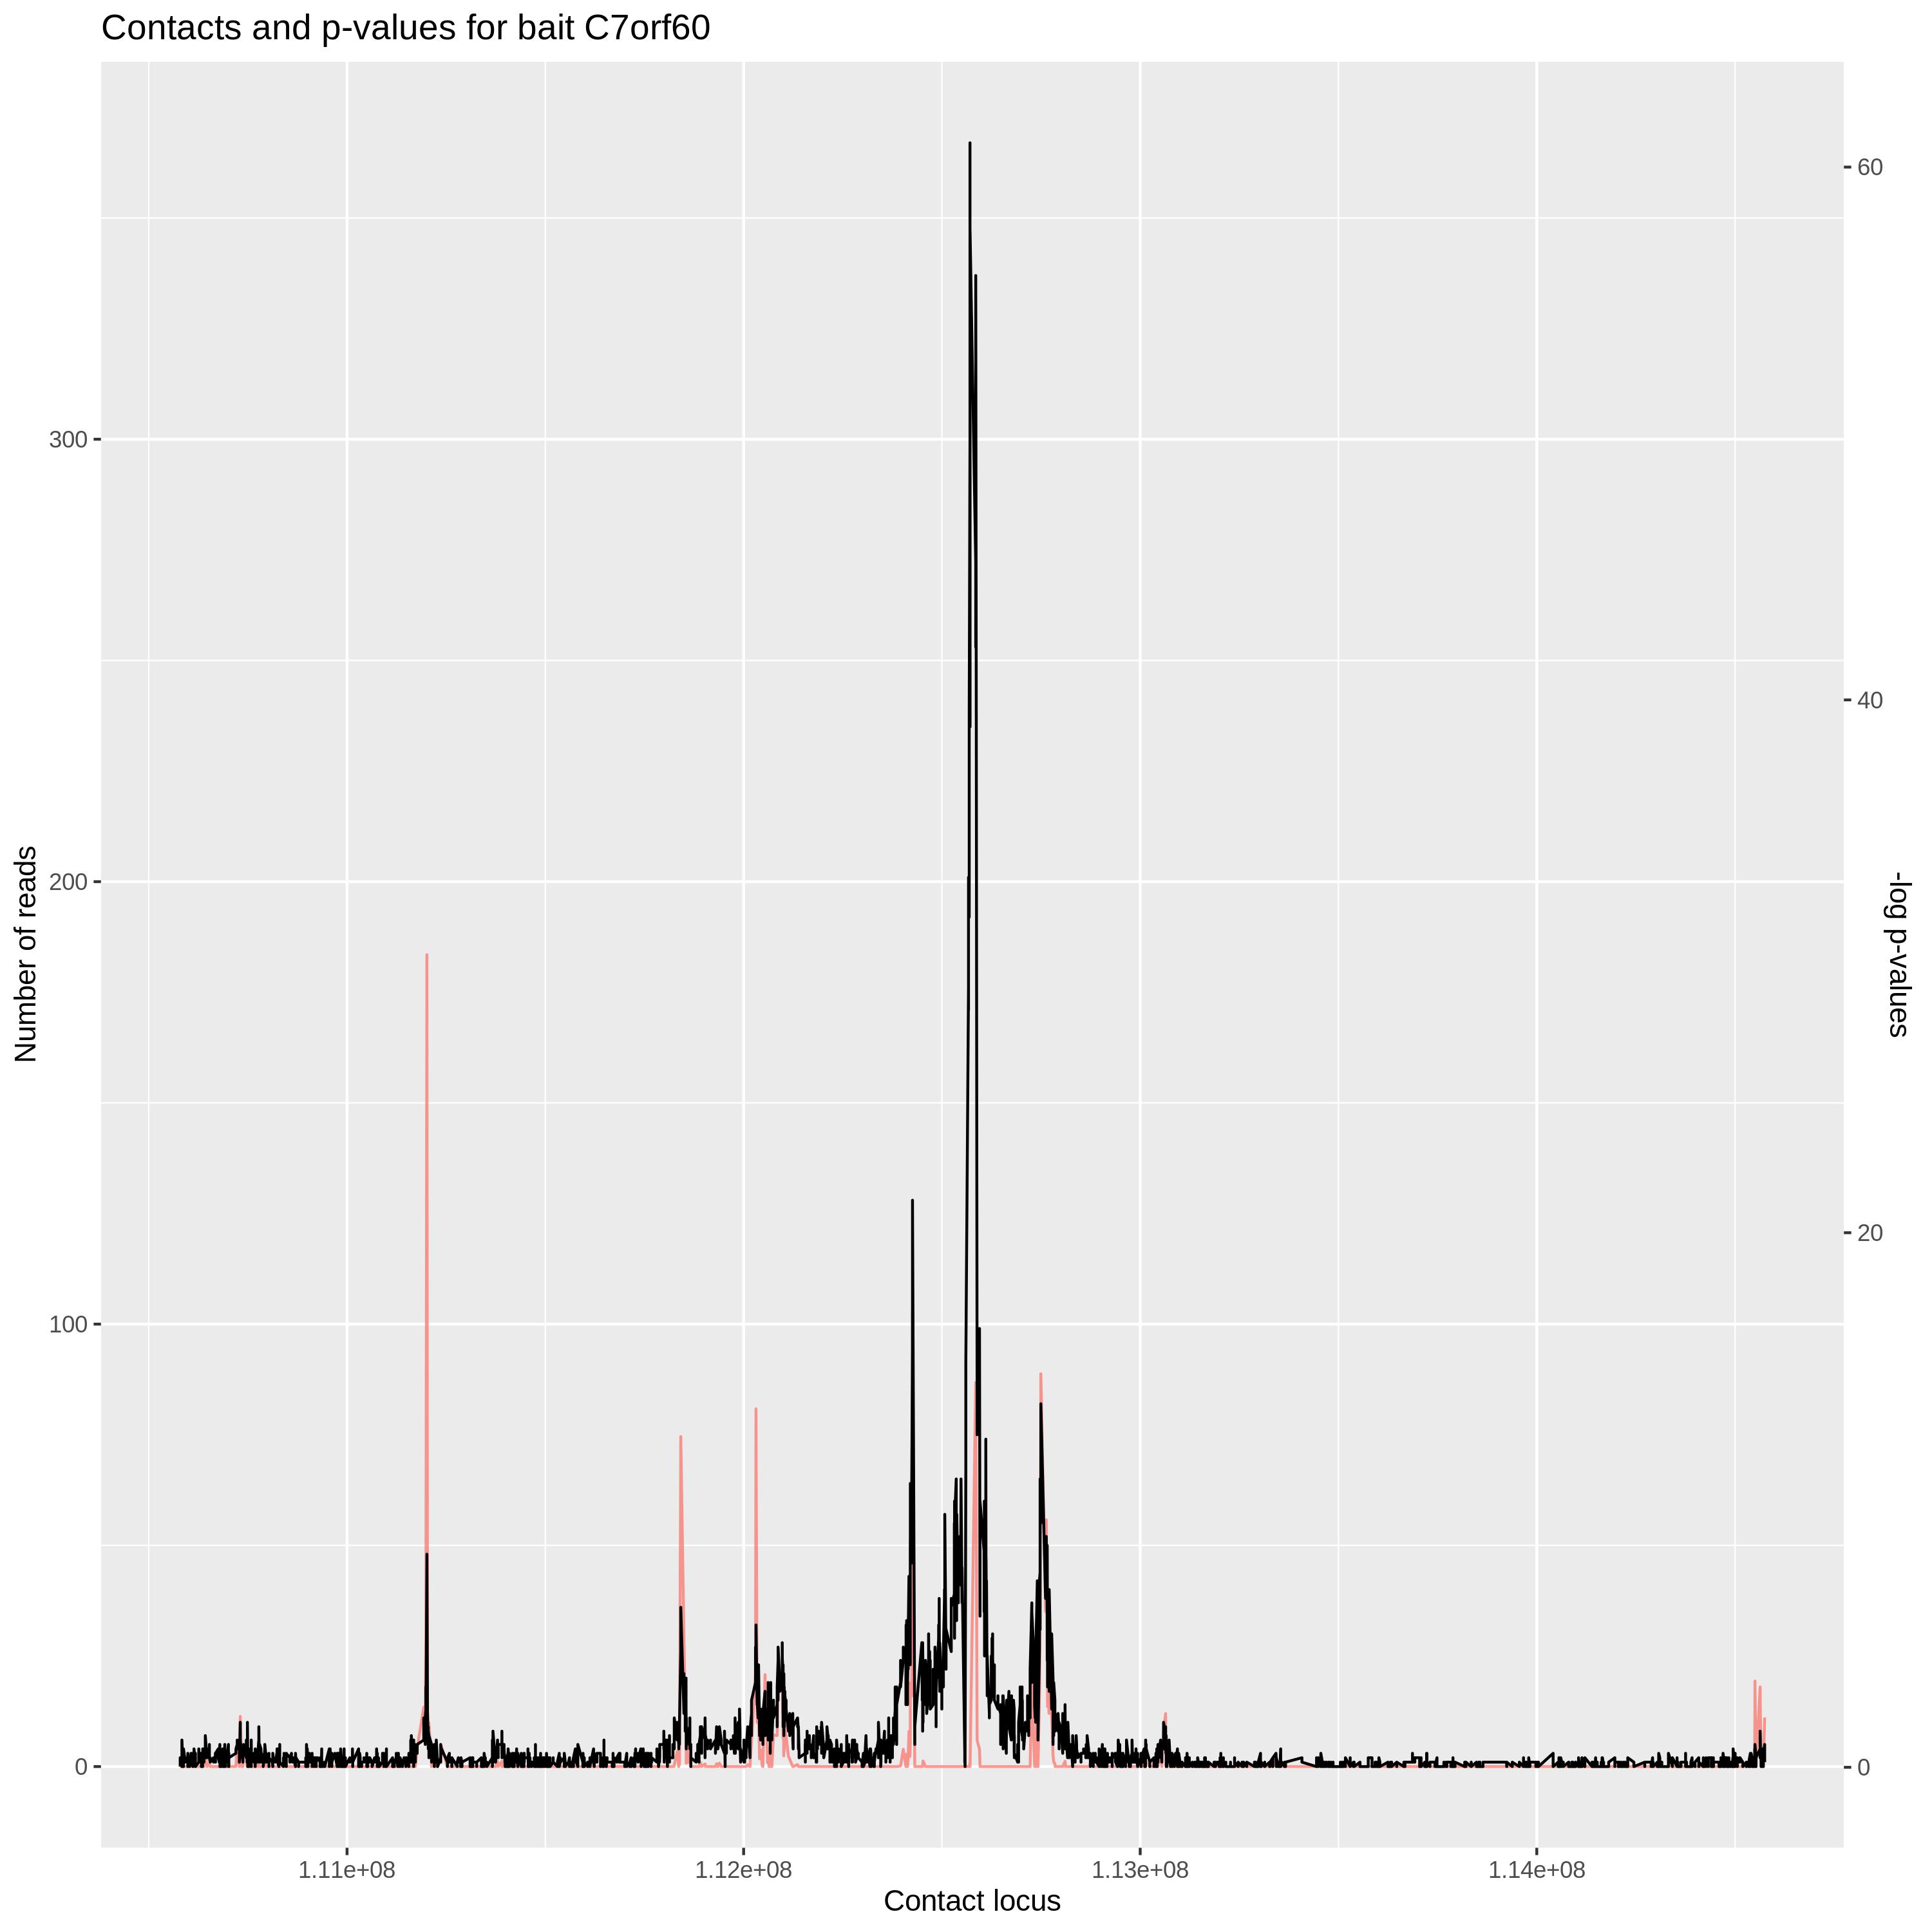 Contacts and p-values for bait C7orf60
Number of reads
300
200
100
0
60
40
20
0
-log p-values
1.11e+08
1.12e+08
1.13e+08
1.14e+08
Contact locus